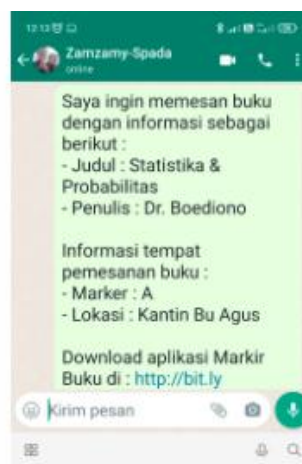 12:13
Zamzamy-Spada
online
Saya ingin memesan buku
dengan informasi sebagai
berikut :
- Judul : Statistika &
Probabilitas
- Penulis : Dr. Boediono
Informasi tempat
pemesanan buku :
- Marker : A
- Lokasi : Kantin Bu Agus
Download aplikasi Markir
Buku di : http://bit.ly
Kirim pesan